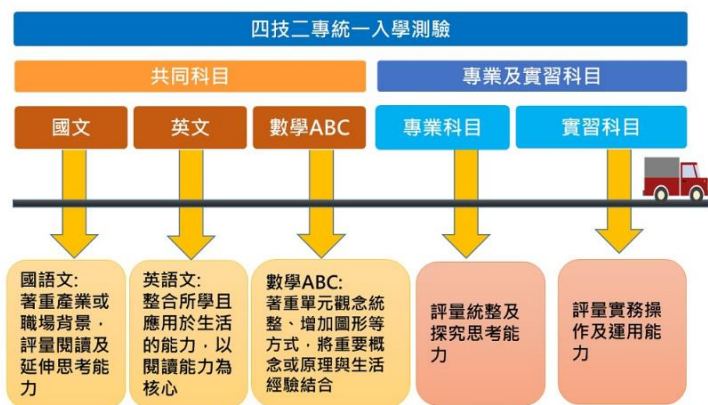 四技二專統一入學測驗
共同科目
專業及實習科目
國文
英文
數學ABC
專業科目
實習科目
國語文:
著重產業或
職場背景，
評量閱讀及
延伸思考能
力
英語文:
整合所學且
應用於生活
的能力，以
閱讀能力為
核心
數學ABC:
著重單元觀念統
整、增加圖形等
方式，將重要概
念或原理與生活
經驗結合
評量統整及
探究思考能
力
評量實務操
作及運用能
力